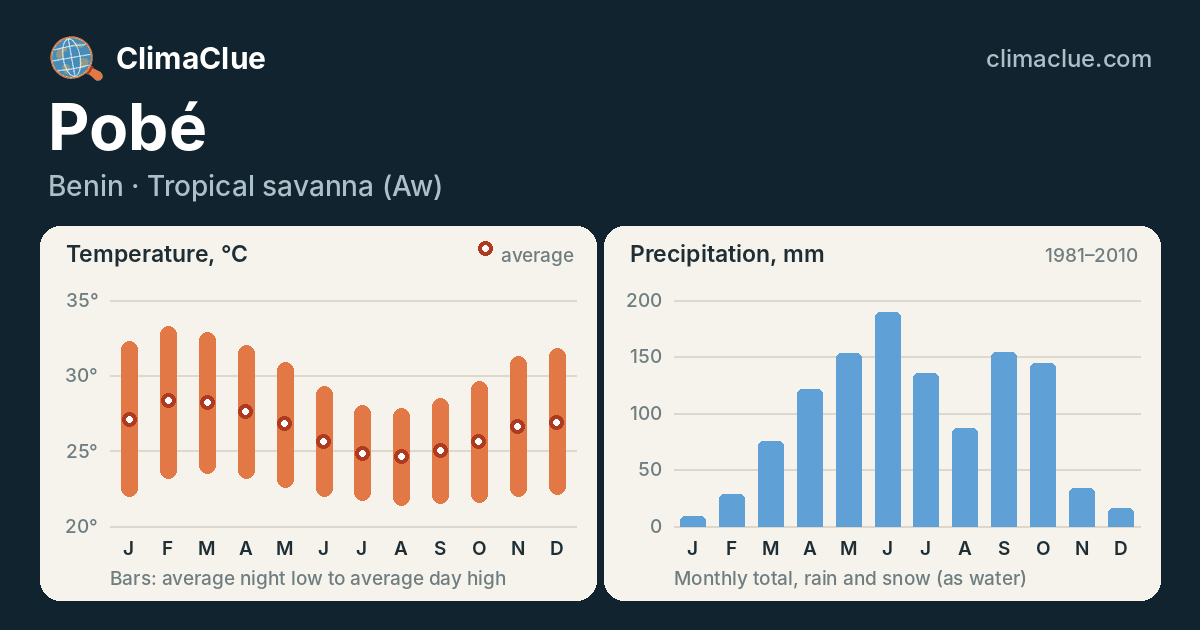 ClimaClue
climaclue.com
Pobé
Benin · Tropical savanna (Aw)
Temperature, °C
average
35°
30°
25°
20°
J F M A M J J A S O N D
Bars: average night low to average day high
Precipitation, mm
1981–2010
200
150
100
50
0
J F M A M J J A S O N D
Monthly total, rain and snow (as water)